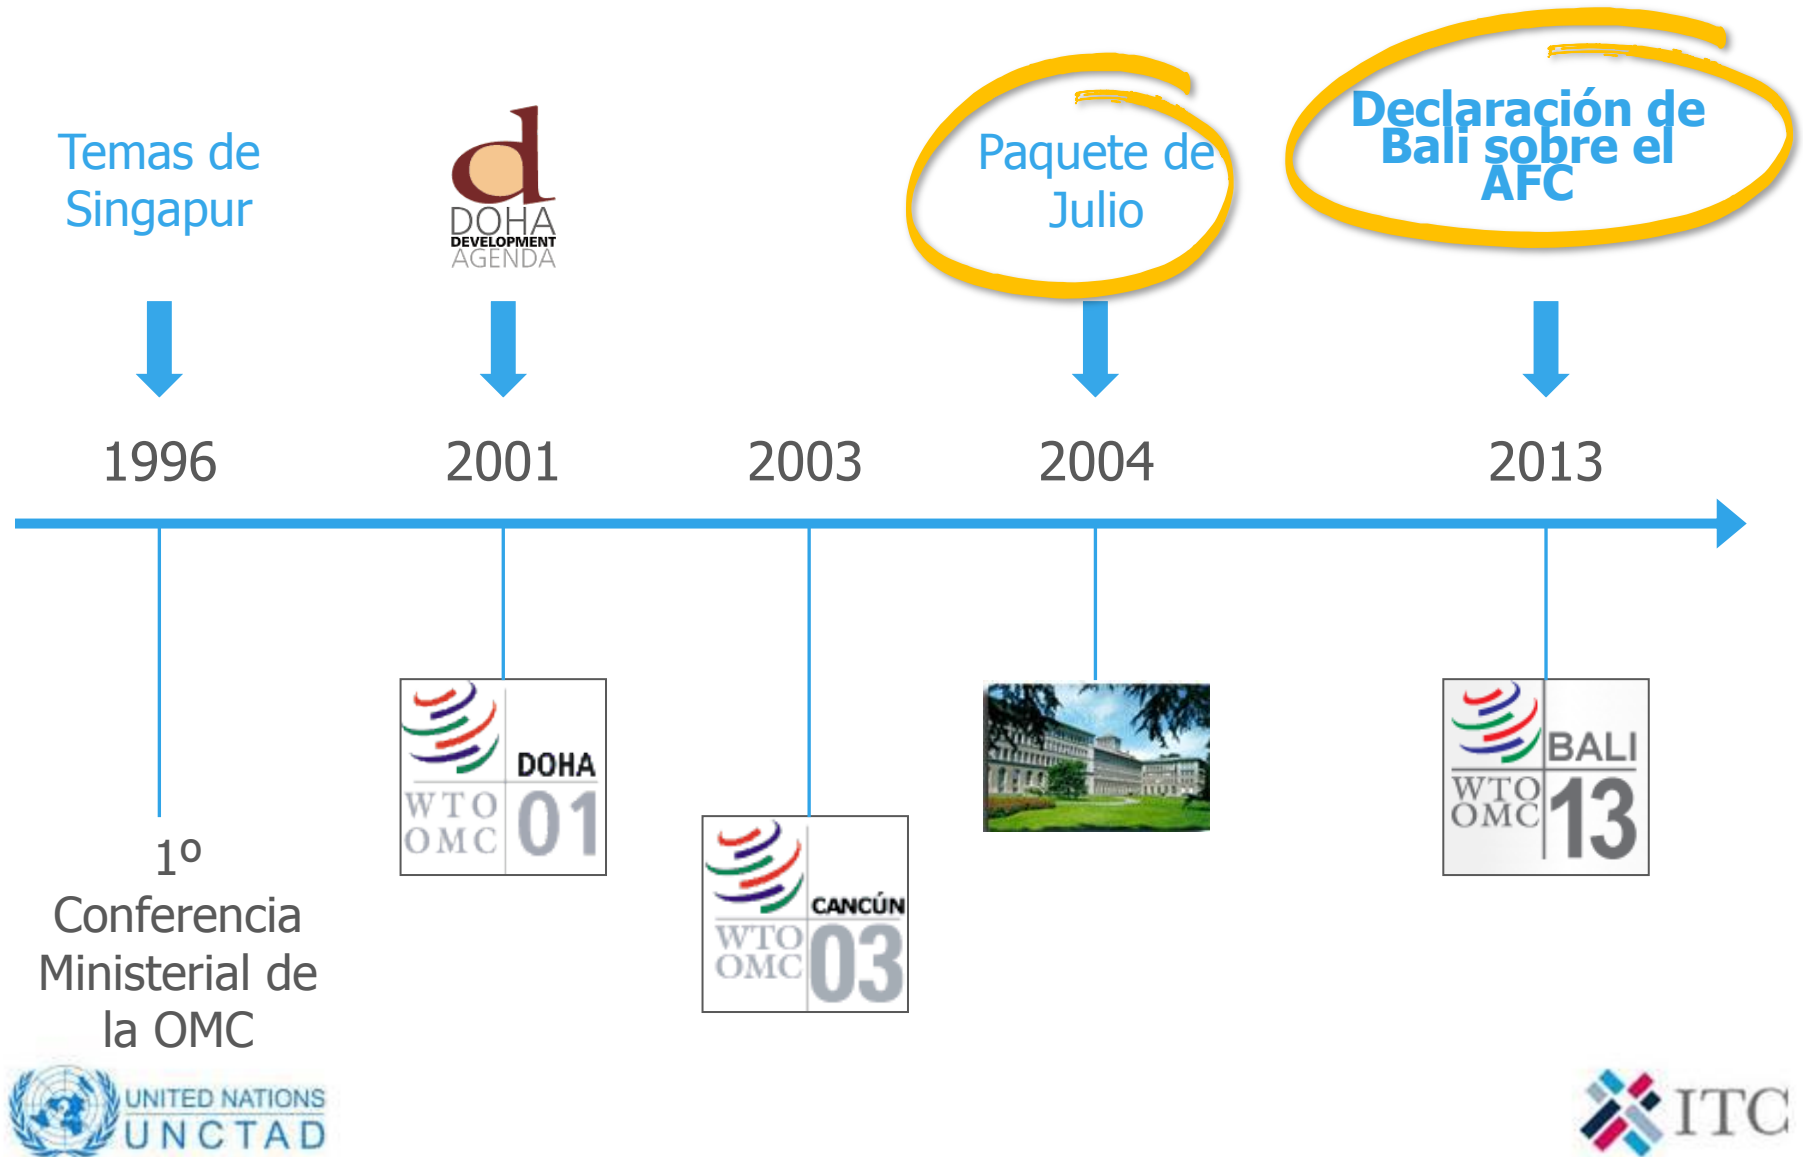 Temas de
Singapur
d
DOHA
DEVELOPMENT
AGENDA
Paquete de
Julio
Declaración de
Bali sobre el
AFC
1996
2001
2003
2004
2013
1º
Conferencia
Ministerial de
la OMC
DOHA
WTO
OMC
01
CANCÚN
WTO
OMC
03
BALI
WTO
OMC
13
UNITED NATIONS
UNCTAD
ITC